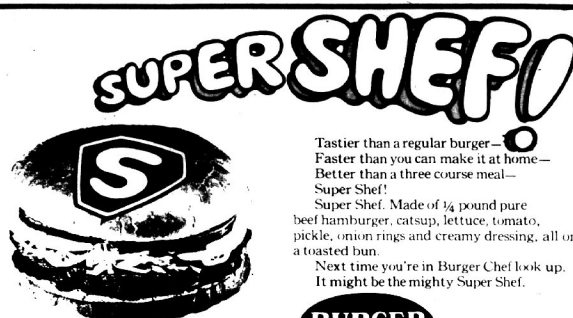 SUPER SHEF!
S
Tastier than a regular burger—
Faster than you can make it at home—
Better than a three course meal—
Super Shef!
Super Shef. Made of 1/4 pound pure
beef hamburger, catsup, lettuce, tomato,
pickle, onion rings and creamy dressing, all on
a toasted bun.
Next time you're in Burger Chef look up.
It might be the mighty Super Shef.
BURGER